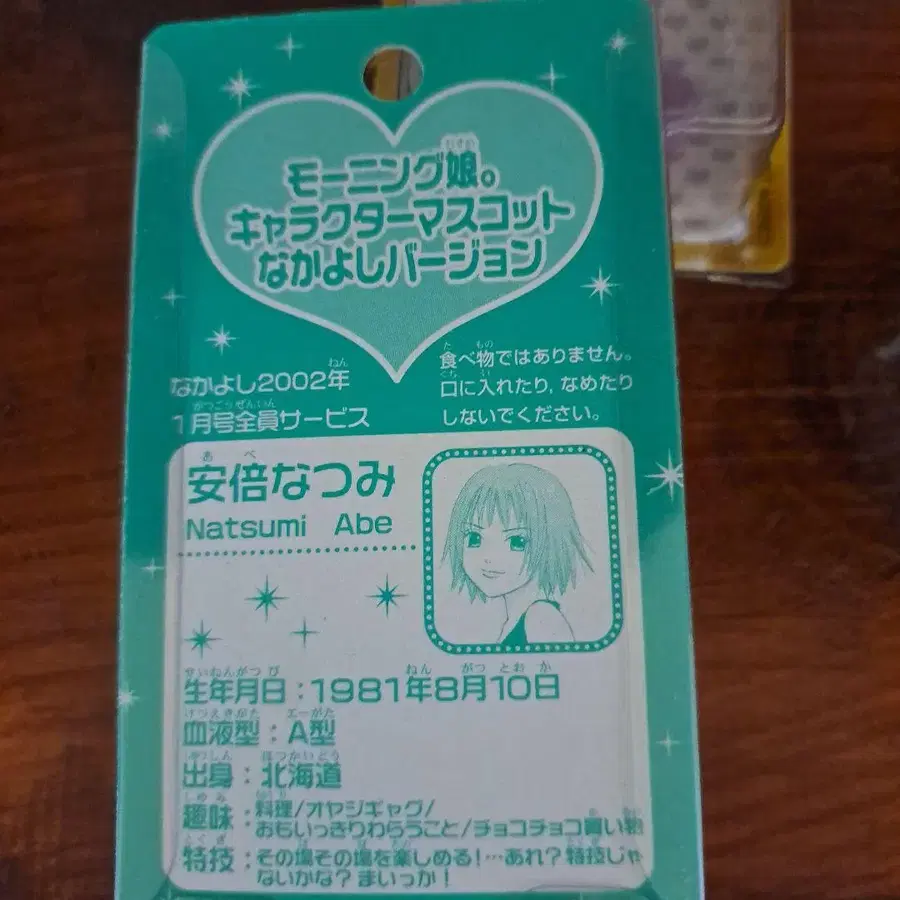 モーニング娘。
キャラクターマスコット
なかよしバージョン
なかよし2002年
1月号全員サービス
食べ物ではありません。
口に入れたり、なめたり
しないでください。
安倍なつみ
Natsumi Abe
生年月日：1981年8月10日
血液型：A型
出身：北海道
趣味：料理/オヤジギャグ/
おもいっきりわらうこと/チョコチョコ買い物
特技：その場その場を楽しめる！…あれ？特技じゃ
ないかな？まいっか！